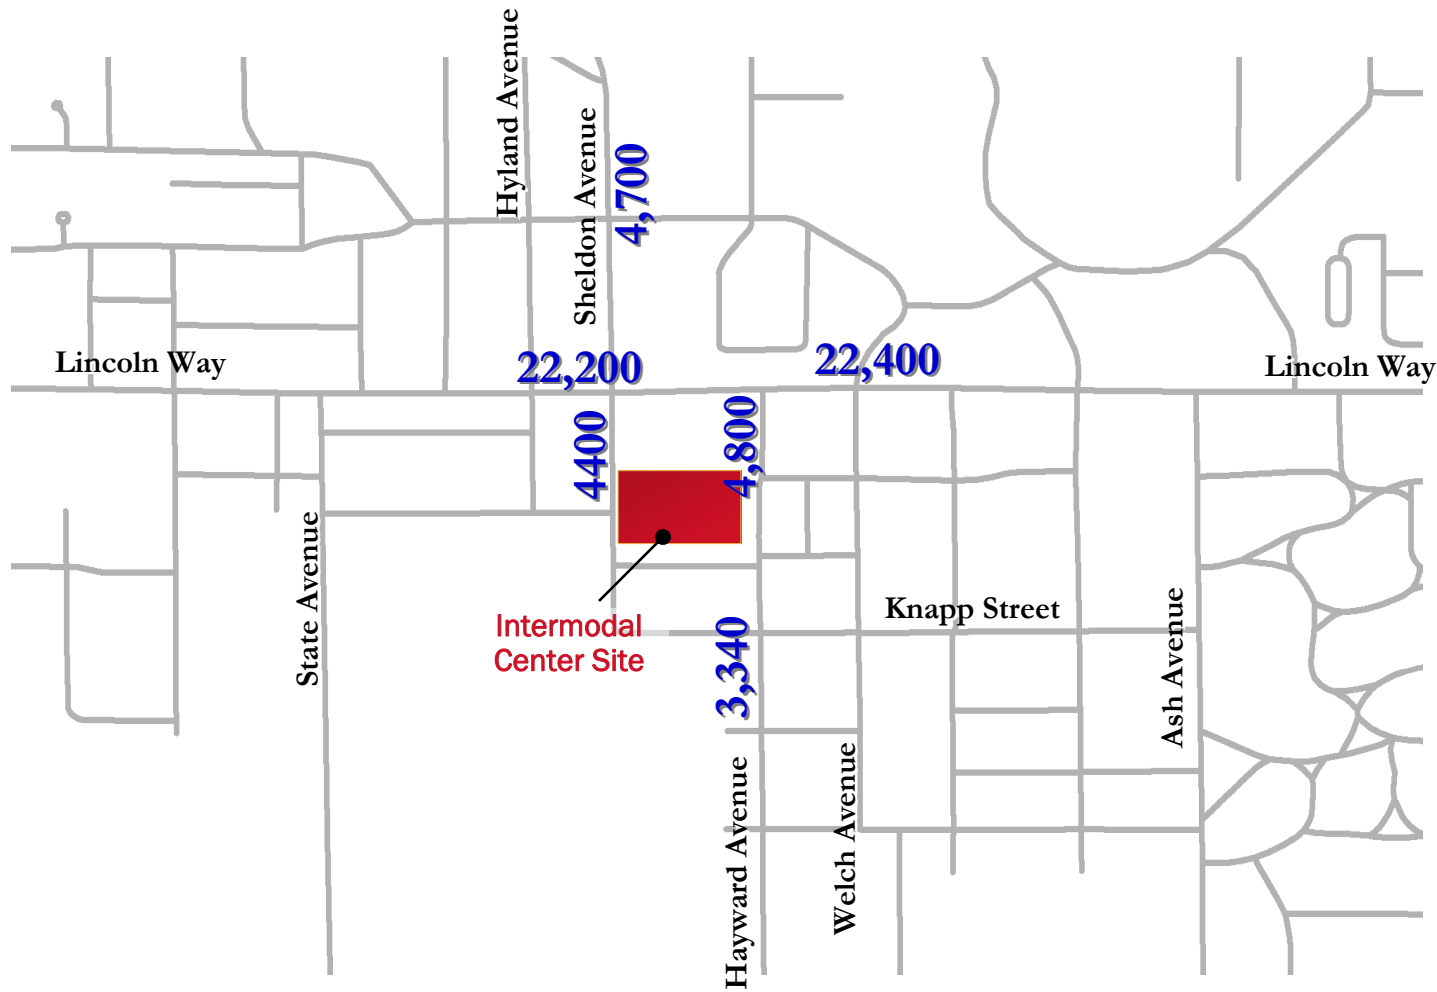 Hyland Avenue
Sheldon Avenue
4,700
Lincoln Way
22,200
22,400
Lincoln Way
4400
4,800
State Avenue
Intermodal
Center Site
Knapp Street
3,340
Ash Avenue
Hayward Avenue
Welch Avenue